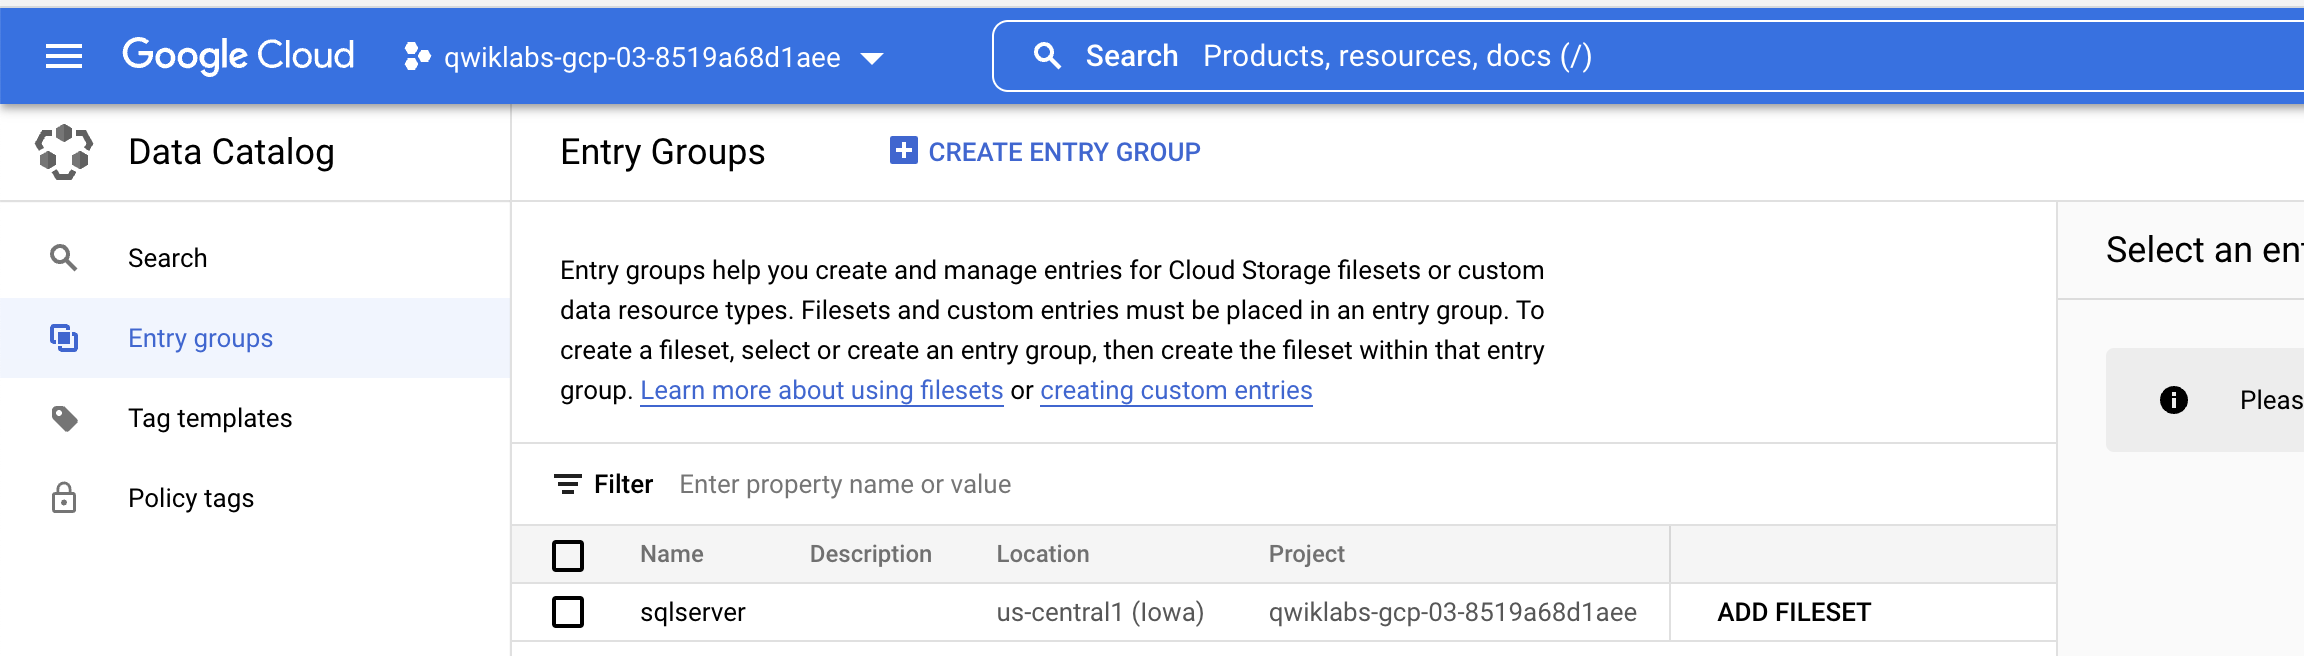 Google Cloud
qwiklabs-gcp-03-8519a68d1aee
Search Products, resources, docs (/)
Data Catalog
Search
Entry groups
Tag templates
Policy tags
Entry Groups
CREATE ENTRY GROUP
Entry groups help you create and manage entries for Cloud Storage filesets or custom
data resource types. Filesets and custom entries must be placed in an entry group. To
create a fileset, select or create an entry group, then create the fileset within that entry
group. Learn more about using filesets or creating custom entries
Filter Enter property name or value
Name Description Location Project
sqlserver us-central1 (Iowa) qwiklabs-gcp-03-8519a68d1aee ADD FILESET
Select an